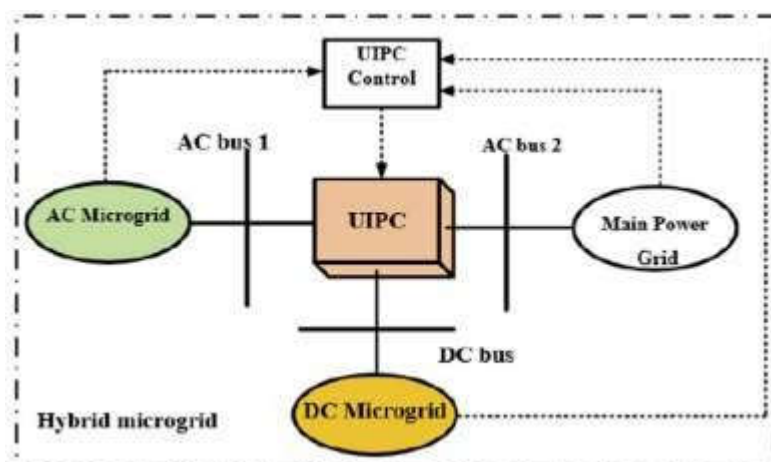 UIPC
Control
AC bus 1
AC bus 2
AC Microgrid
UIPC
Main Power
Grid
DC bus
DC Microgrid
Hybrid microgrid